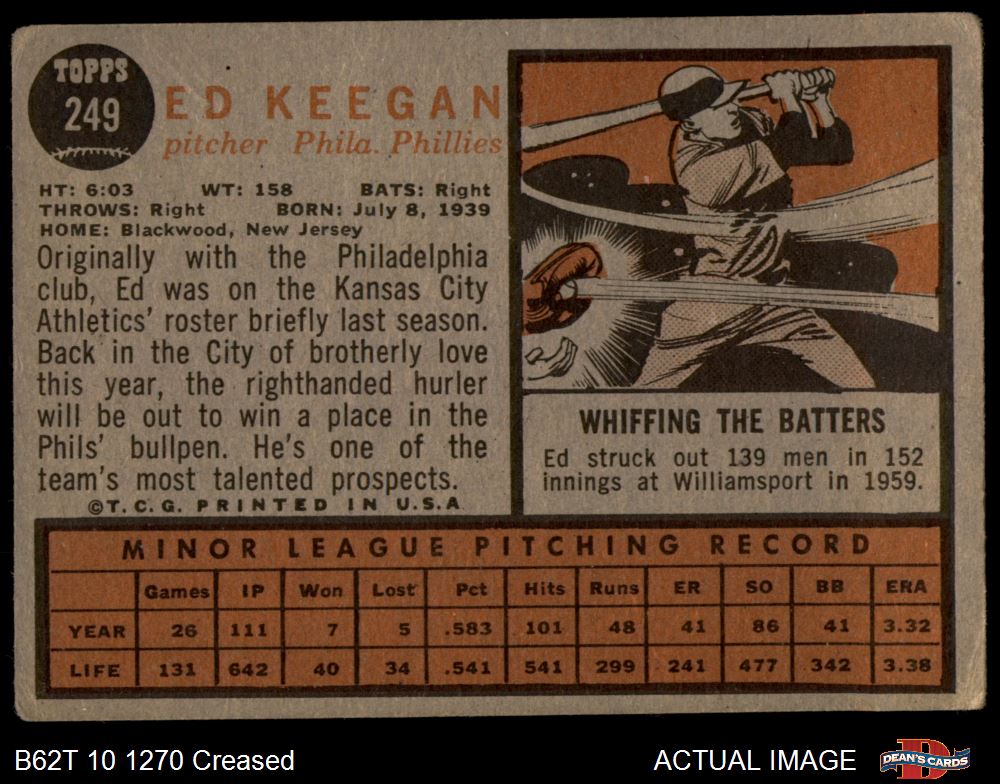 TOPPS
249
ED KEEGAN
pitcher Phila. Phillies
HT: 6:03 WT: 158 BATS: Right
THROWS: Right BORN: July 8, 1939
HOME: Blackwood, New Jersey
Originally with the Philadelphia
club, Ed was on the Kansas City
Athletics' roster briefly last season.
Back in the City of brotherly love
this year, the righthanded hurler
will be out to win a place in the
Phils' bullpen. He's one of the
team's most talented prospects.
©T. C. G. PRINTED IN U.S.A
WHIFFING THE BATTERS
Ed struck out 139 men in 152
innings at Williamsport in 1959.
MINOR LEAGUE PITCHING RECORD
Games IP Won Lost Pct Hits Runs ER SO BB ERA
YEAR 26 111 7 5 .583 101 48 41 86 41 3.32
LIFE 131 642 40 34 .541 541 299 241 477 342 3.38
B62T 10 1270 Creased
ACTUAL IMAGE
D
DEAN'S CARDS